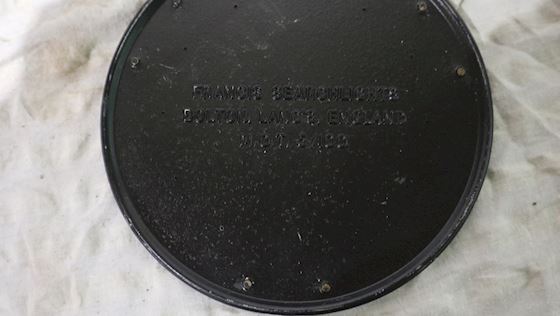 FRANCIS SEARCHLIGHTS
BOLTON, LANCS, ENGLAND